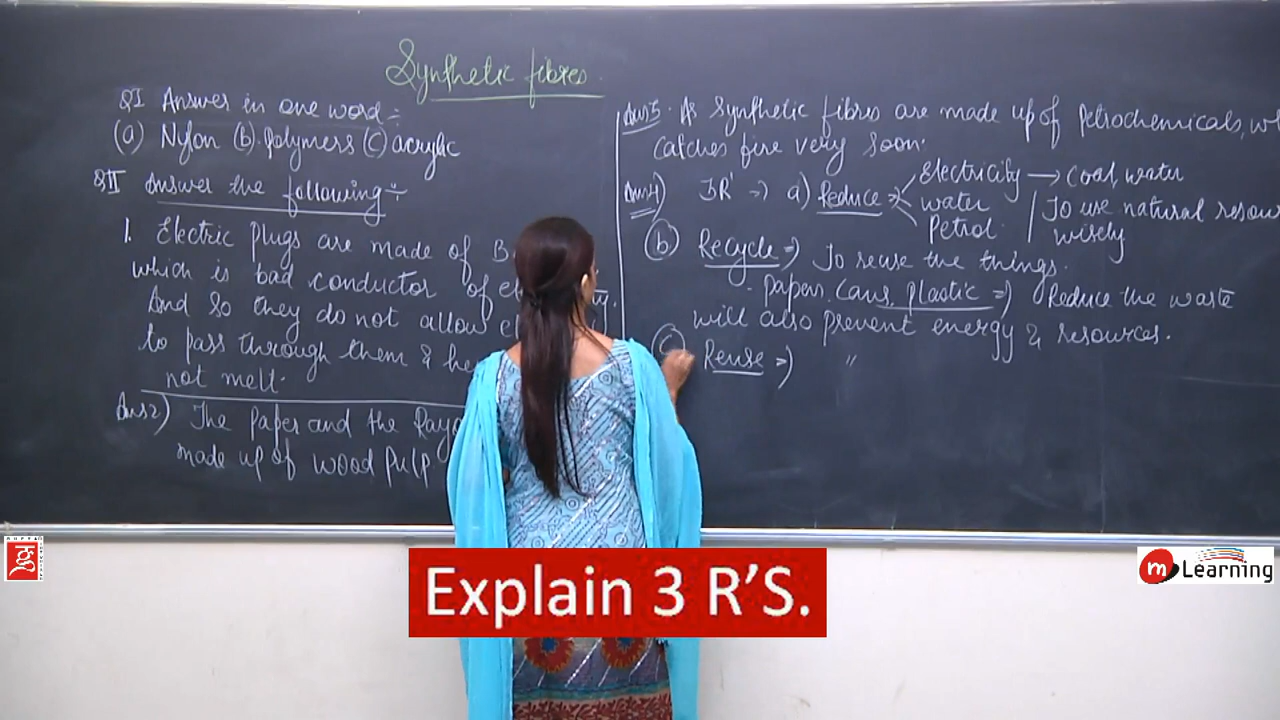 Synthetic fibres
QI Answer in one word:-
(a) Nylon (b) polymers (c) acrylic
QII Answer the following:-
1. Electric plugs are made of B
which is bad conductor of
And so they do not allow
to pass through them &
not melt.
Ans2) The Paper and the
made up of wood Pulp
Ans5. As Synthetic fibres are made up of Petrochemicals,
catches fire very soon.
3R' => a) Reduce => Electricity → coal, water
water
Petrol
To use natural
wisely
(b) Recycle => To reuse the things.
- papers, cans, plastic => Reduce the waste
will also prevent energy & resources.
(c) Reuse => "
Explain 3 R'S.
m Learning